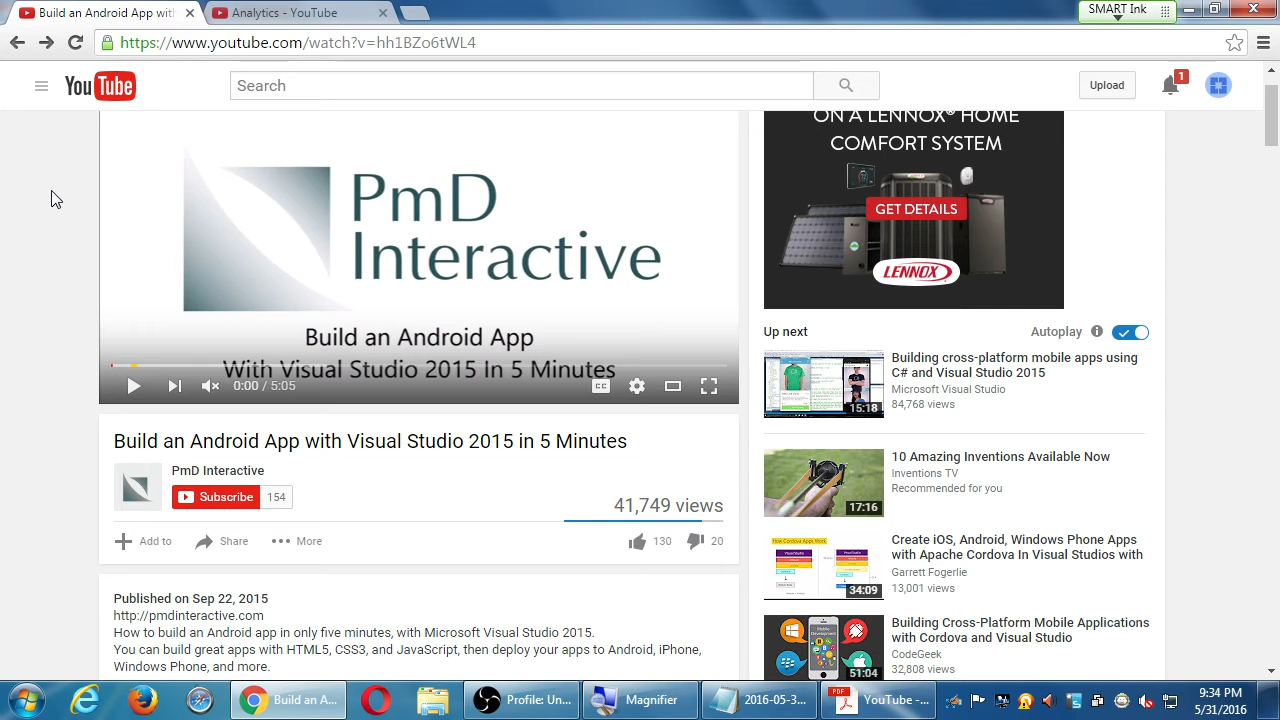 Build an Android App with
Analytics - YouTube
SMART Ink
https://www.youtube.com/watch?v=hh1BZo6tWL4
YouTube
Search
Upload
1
PmD
Interactive
Build an Android App
With Visual Studio 2015 In 5 Minutes
0:00 / 5:05
CC
ON A LENNOX® HOME
COMFORT SYSTEM
GET DETAILS
LENNOX
Build an Android App with Visual Studio 2015 in 5 Minutes
PmD Interactive
Subscribe 154
41,749 views
Add to Share More
130 20
Published on Sep 22, 2015
http://pmdinteractive.com
How to build an Android app in only five minutes, with Microsoft Visual Studio 2015.
You can build great apps with HTML5, CSS3, and JavaScript, then deploy your apps to Android, iPhone,
Windows Phone, and more.
Up next
Autoplay
Building cross-platform mobile apps using
C# and Visual Studio 2015
Microsoft Visual Studio
84,768 views
15:18
10 Amazing Inventions Available Now
Inventions TV
Recommended for you
17:16
Create iOS, Android, Windows Phone Apps
with Apache Cordova In Visual Studio with
Garrett Fogerlie
13,001 views
How Cordova Apps Work
34:09
Building Cross-Platform Mobile Applications
with Cordova and Visual Studio
CodeGeek
32,808 views
51:04
Build an A...
Profile: Un...
Magnifier
2016-05-3...
PDF
YouTube -...
9:34 PM
5/31/2016